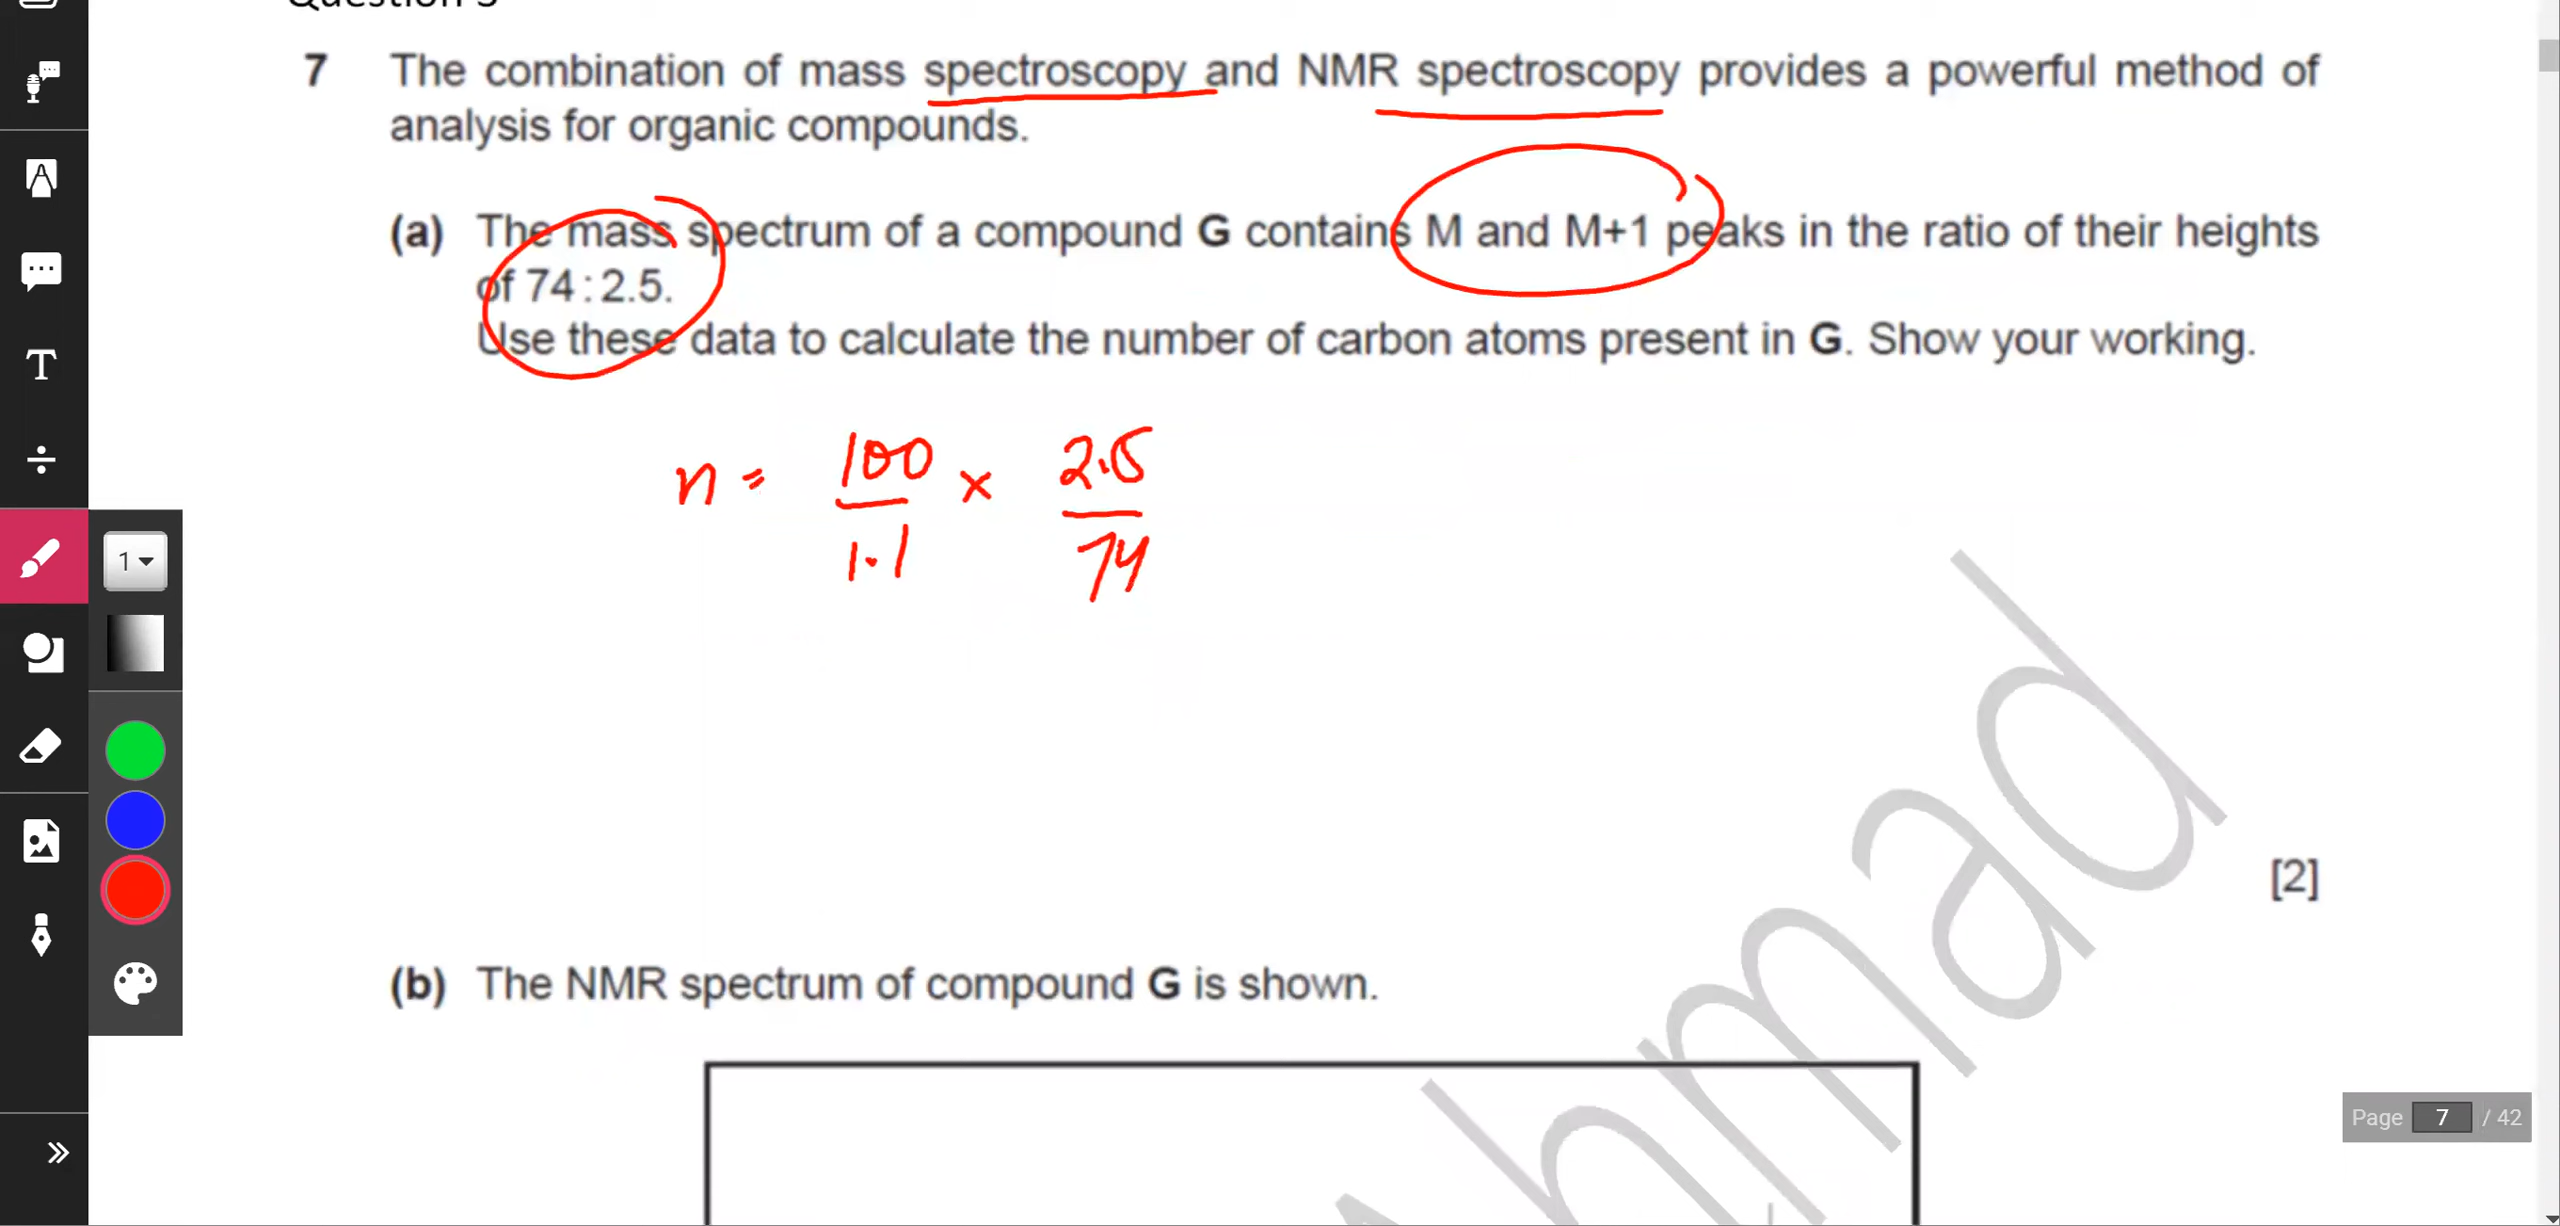 Question 3
7 The combination of mass spectroscopy and NMR spectroscopy provides a powerful method of
analysis for organic compounds.
(a) The mass spectrum of a compound G contains M and M+1 peaks in the ratio of their heights
of 74 : 2.5.
Use these data to calculate the number of carbon atoms present in G. Show your working.
n = 100/1.1 × 2.5/74
[2]
(b) The NMR spectrum of compound G is shown.
hmad
T
1
Page 7 / 42